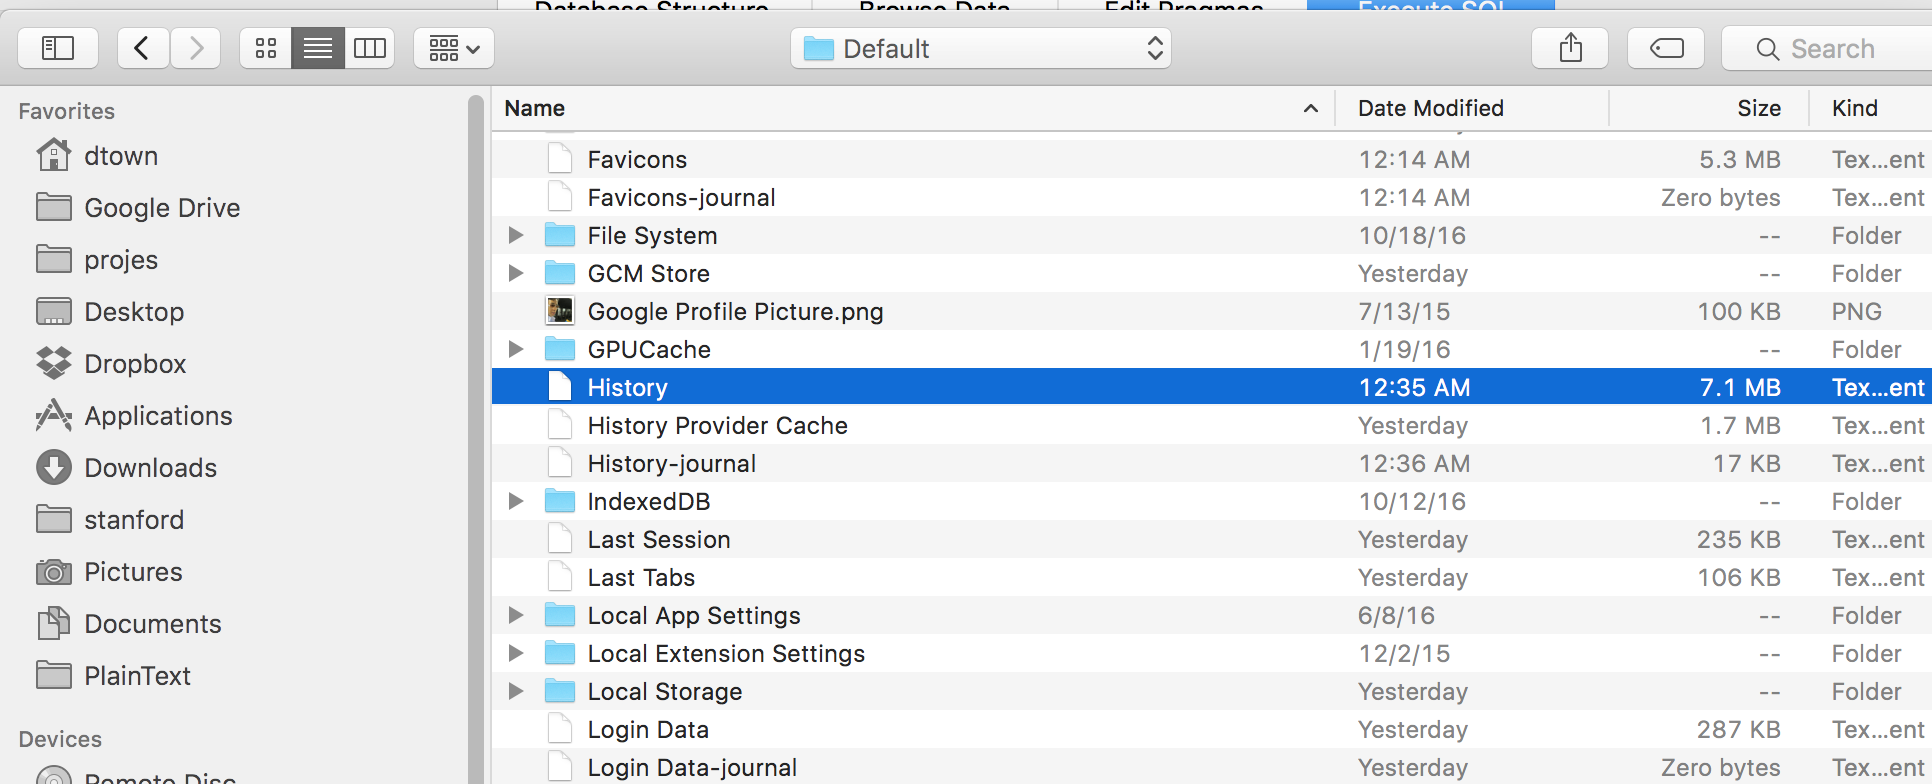 Database Structure Browse Data Edit Pragmas Execute SQL
Default Search
Favorites
dtown
Google Drive
projes
Desktop
Dropbox
Applications
Downloads
stanford
Pictures
Documents
PlainText
Devices
Remote Disc
Name Date Modified Size Kind
Favicons 12:14 AM 5.3 MB Tex...ent
Favicons-journal 12:14 AM Zero bytes Tex...ent
File System 10/18/16 -- Folder
GCM Store Yesterday -- Folder
Google Profile Picture.png 7/13/15 100 KB PNG
GPUCache 1/19/16 -- Folder
History 12:35 AM 7.1 MB Tex...ent
History Provider Cache Yesterday 1.7 MB Tex...ent
History-journal 12:36 AM 17 KB Tex...ent
IndexedDB 10/12/16 -- Folder
Last Session Yesterday 235 KB Tex...ent
Last Tabs Yesterday 106 KB Tex...ent
Local App Settings 6/8/16 -- Folder
Local Extension Settings 12/2/15 -- Folder
Local Storage Yesterday -- Folder
Login Data Yesterday 287 KB Tex...ent
Login Data-journal Yesterday Zero bytes Tex...ent